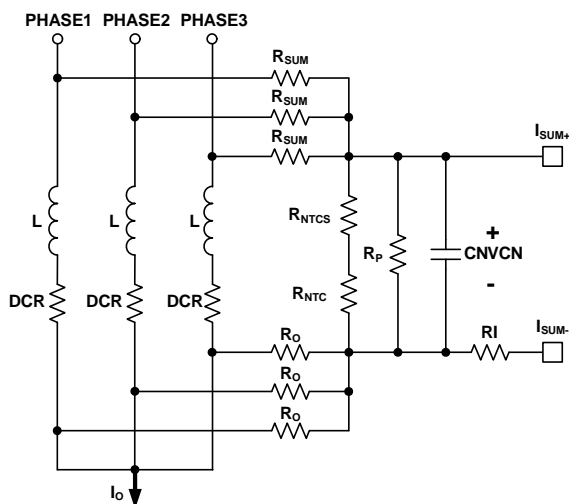 PHASE1 PHASE2 PHASE3
RSUM
RSUM
ISUM+
RSUM
L L L
RNTCS
+
RP
CNVCN
DCR DCR DCR
RNTC
-
RO
RI
ISUM-
RO
RO
IO